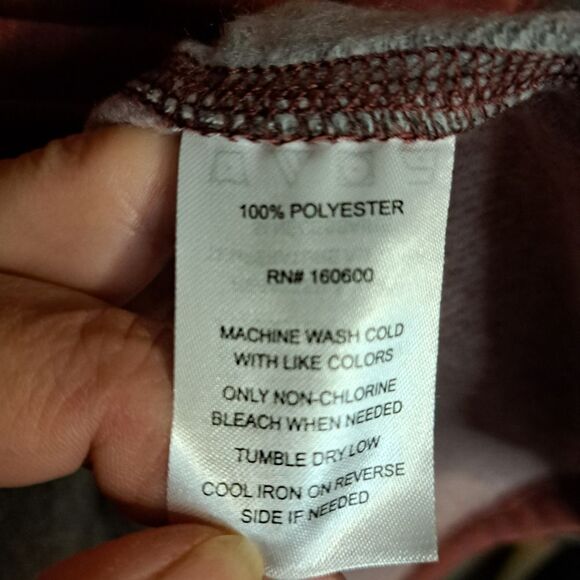 100% POLYESTER
RN# 160600
MACHINE WASH COLD
WITH LIKE COLORS
ONLY NON-CHLORINE
BLEACH WHEN NEEDED
TUMBLE DRY LOW
COOL IRON ON REVERSE
SIDE IF NEEDED